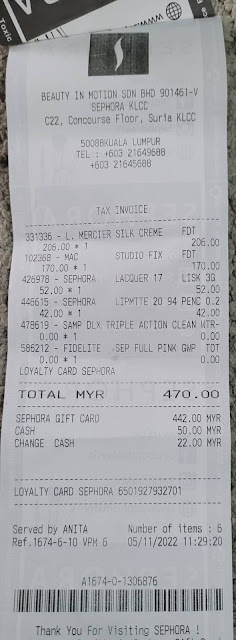 Toxic
BEAUTY IN MOTION SDN BHD 901461-V
SEPHORA KLCC
C22, Concourse Floor, Suria KLCC
50088KUALA LUMPUR
TEL : +603 21649688
+603 21645688
TAX INVOICE
331336 - L. MERCIER SILK CREME FDT
206.00 * 1 206.00
102368 - MAC STUDIO FIX FDT
170.00 * 1 170.00
426978 - SEPHORA LACQUER 17 LISK 3G
52.00 * 1 52.00
446615 - SEPHORA LIPMTTE 20 94 PENC 0.2
42.00 * 1 42.00
478619 - SAMP DLX TRIPLE ACTION CLEAN WTR-
0.00 * 1 0.00
586212 - FIDELITE .SEP FULL PINK GWP TOT
0.00 * 1 0.00
LOYALTY CARD SEPHORA
TOTAL MYR 470.00
SEPHORA GIFT CARD 442.00 MYR
CASH 50.00 MYR
CHANGE CASH 22.00 MYR
LOYALTY CARD SEPHORA 6501927932701
Served by ANITA Number of items : 6
Ref.1674-6-10 VPM 6 05/11/2022 11:29:20
A1674-0-1306876
Thank You For Visiting SEPHORA !